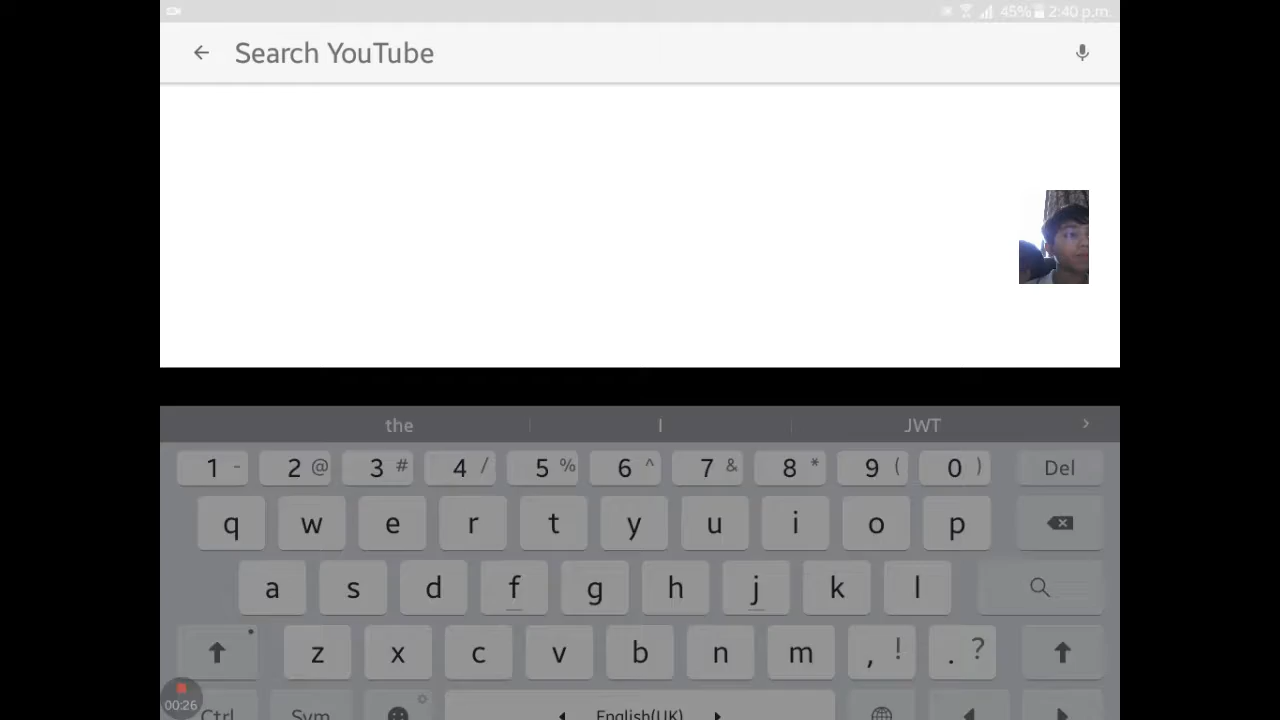 45% 2:40 p.m.
Search YouTube
the I JWT >
1 - 2 @ 3 # 4 / 5 % 6 ^ 7 & 8 * 9 ( 0 ) Del
q w e r t y u i o p
a s d f g h j k l
z x c v b n m , ! . ?
00:26 Ctrl Sym English(UK)